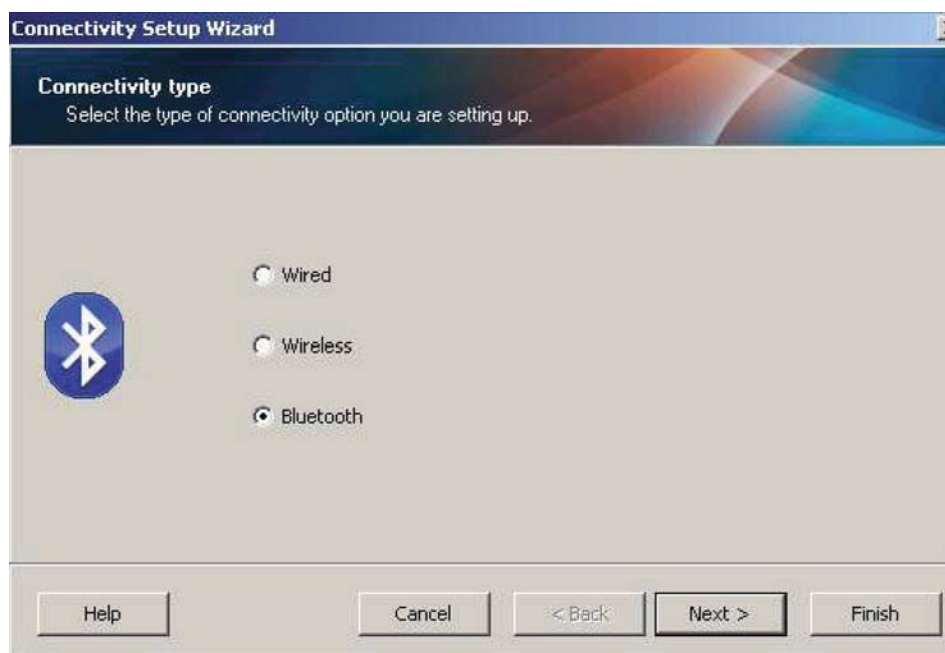 Connectivity Setup Wizard
Connectivity type
Select the type of connectivity option you are setting up.
Wired
Wireless
Bluetooth
Help
Cancel
< Back
Next >
Finish